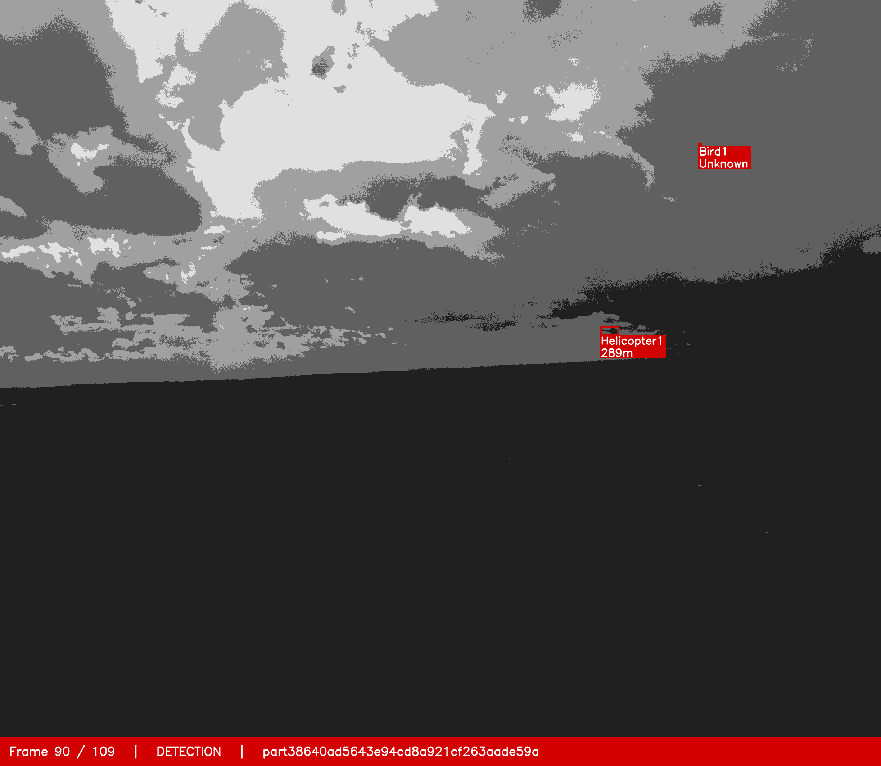 Bird1
Unknown
Helicopter1
289m
Frame 90 / 109 | DETECTION | part38640ad5643e94cd8a921cf263aade59a